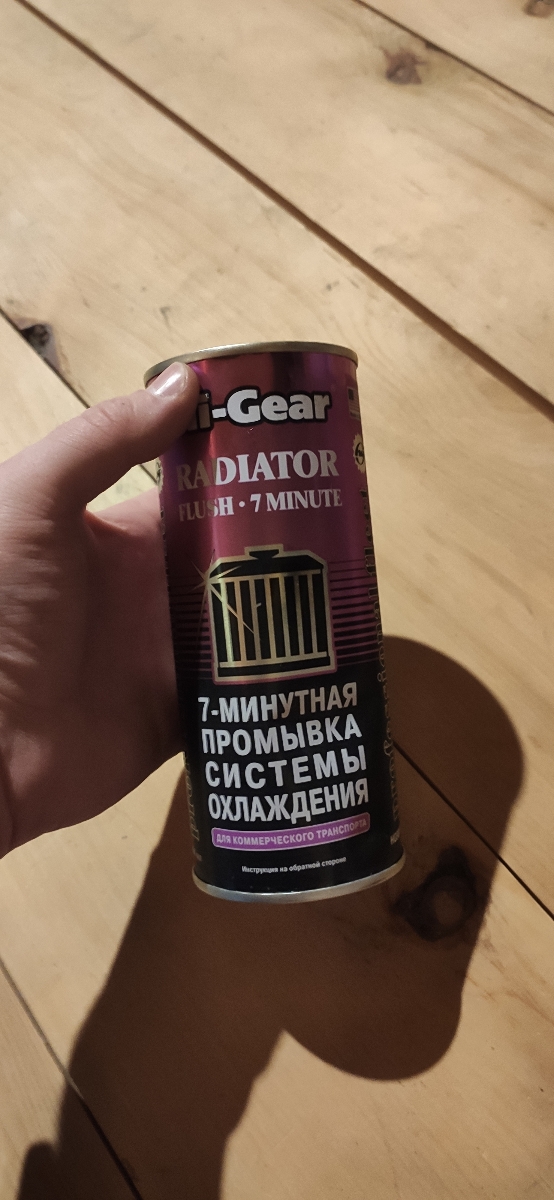 i-Gear
RADIATOR
FLUSH • 7 MINUTE
7-МИНУТНАЯ
ПРОМЫВКА
СИСТЕМЫ
ОХЛАЖДЕНИЯ
ДЛЯ КОММЕРЧЕСКОГО ТРАНСПОРТА
Инструкция на обратной стороне